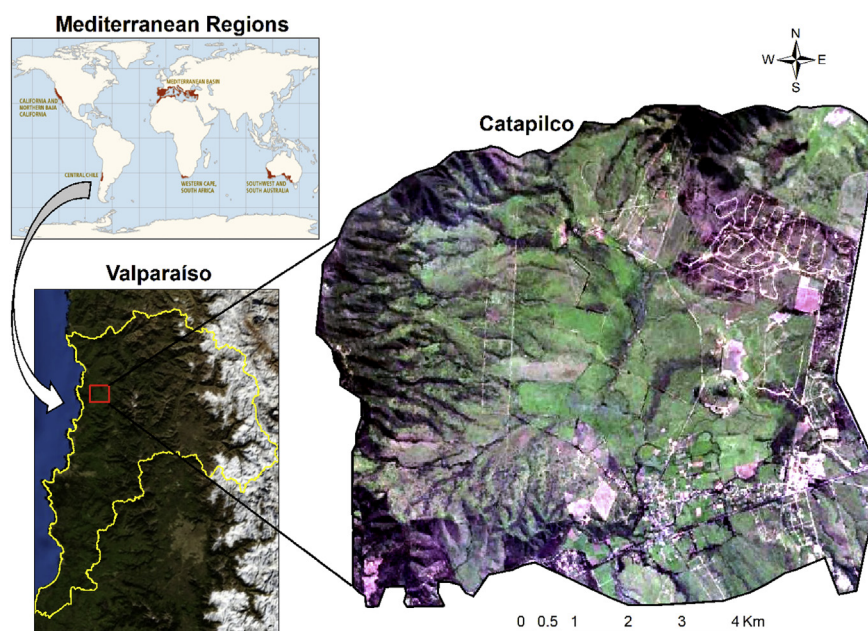 Mediterranean Regions
MEDITERRANEAN BASIN
CALIFORNIA AND
NORTHERN BAJA
CALIFORNIA
CENTRAL CHILE
WESTERN CAPE,
SOUTH AFRICA
SOUTHWEST AND
SOUTH AUSTRALIA
Valparaíso
N
W E
S
Catapilco
0 0.5 1 2 3 4 Km